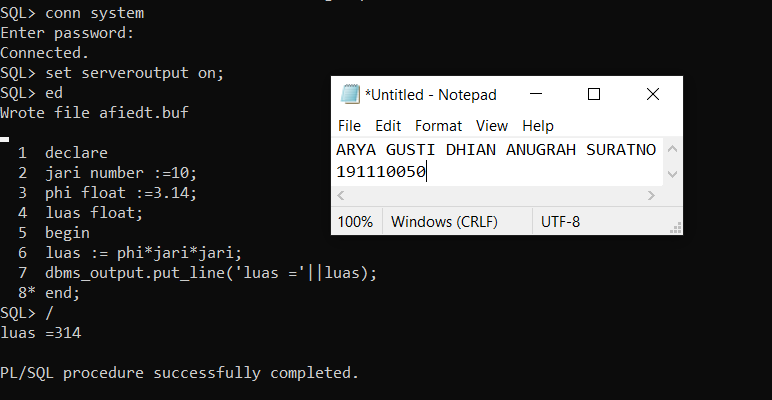 SQL> conn system
Enter password:
Connected.
SQL> set serveroutput on;
SQL> ed
Wrote file afiedt.buf
1 declare
2 jari number :=10;
3 phi float :=3.14;
4 luas float;
5 begin
6 luas := phi*jari*jari;
7 dbms_output.put_line('luas ='||luas);
8* end;
SQL> /
luas =314
PL/SQL procedure successfully completed.
*Untitled - Notepad
File Edit Format View Help
ARYA GUSTI DHIAN ANUGRAH SURATNO
191110050
100% Windows (CRLF) UTF-8